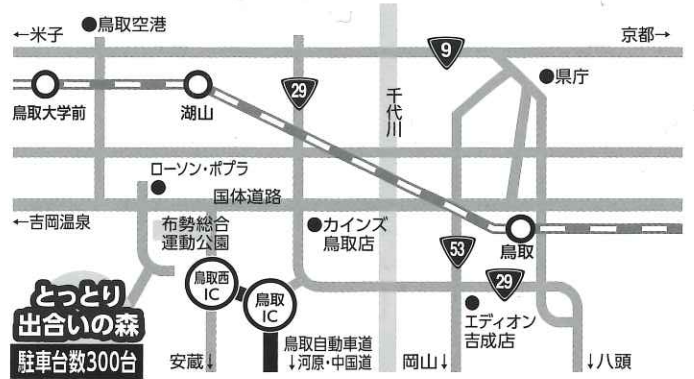 ←米子
●鳥取空港
9
京都→
鳥取大学前
湖山
29
千代川
●県庁
ローソン・ポプラ
国体道路
←吉岡温泉
布勢総合
運動公園
●カインズ
鳥取店
鳥取
53
29
鳥取西
IC
鳥取
IC
とっとり
出合いの森
駐車台数300台
エディオン
吉成店
安蔵↓
鳥取自動車道
↓河原・中国道
岡山↓
↓八頭